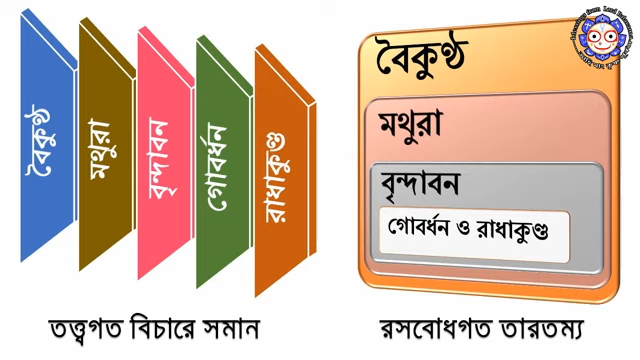 বৈকুণ্ঠ
মথুরা
বৃন্দাবন
গোবর্ধন
রাধাকুণ্ড
তত্ত্বগত বিচারে সমান
বৈকুণ্ঠ
মথুরা
বৃন্দাবন
গোবর্ধন ও রাধাকুণ্ড
রসবোধগত তারতম্য